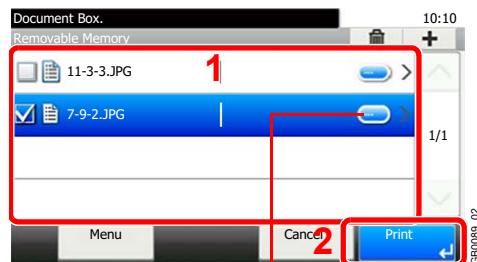 Document Box.
10:10
Removable Memory
11-3-3.JPG
1
7-9-2.JPG
1/1
Menu
Cancel
2
Print
GB0089_02